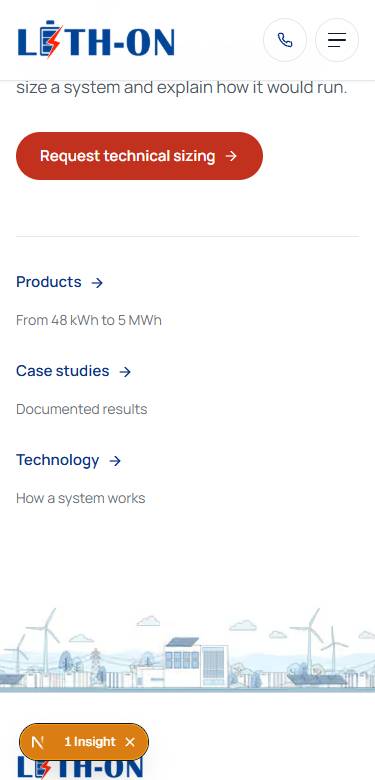 LITH-ON
size a system and explain how it would run.
Request technical sizing →
Products →
From 48 kWh to 5 MWh
Case studies →
Documented results
Technology →
How a system works
N 1 Insight ×
LITH-ON